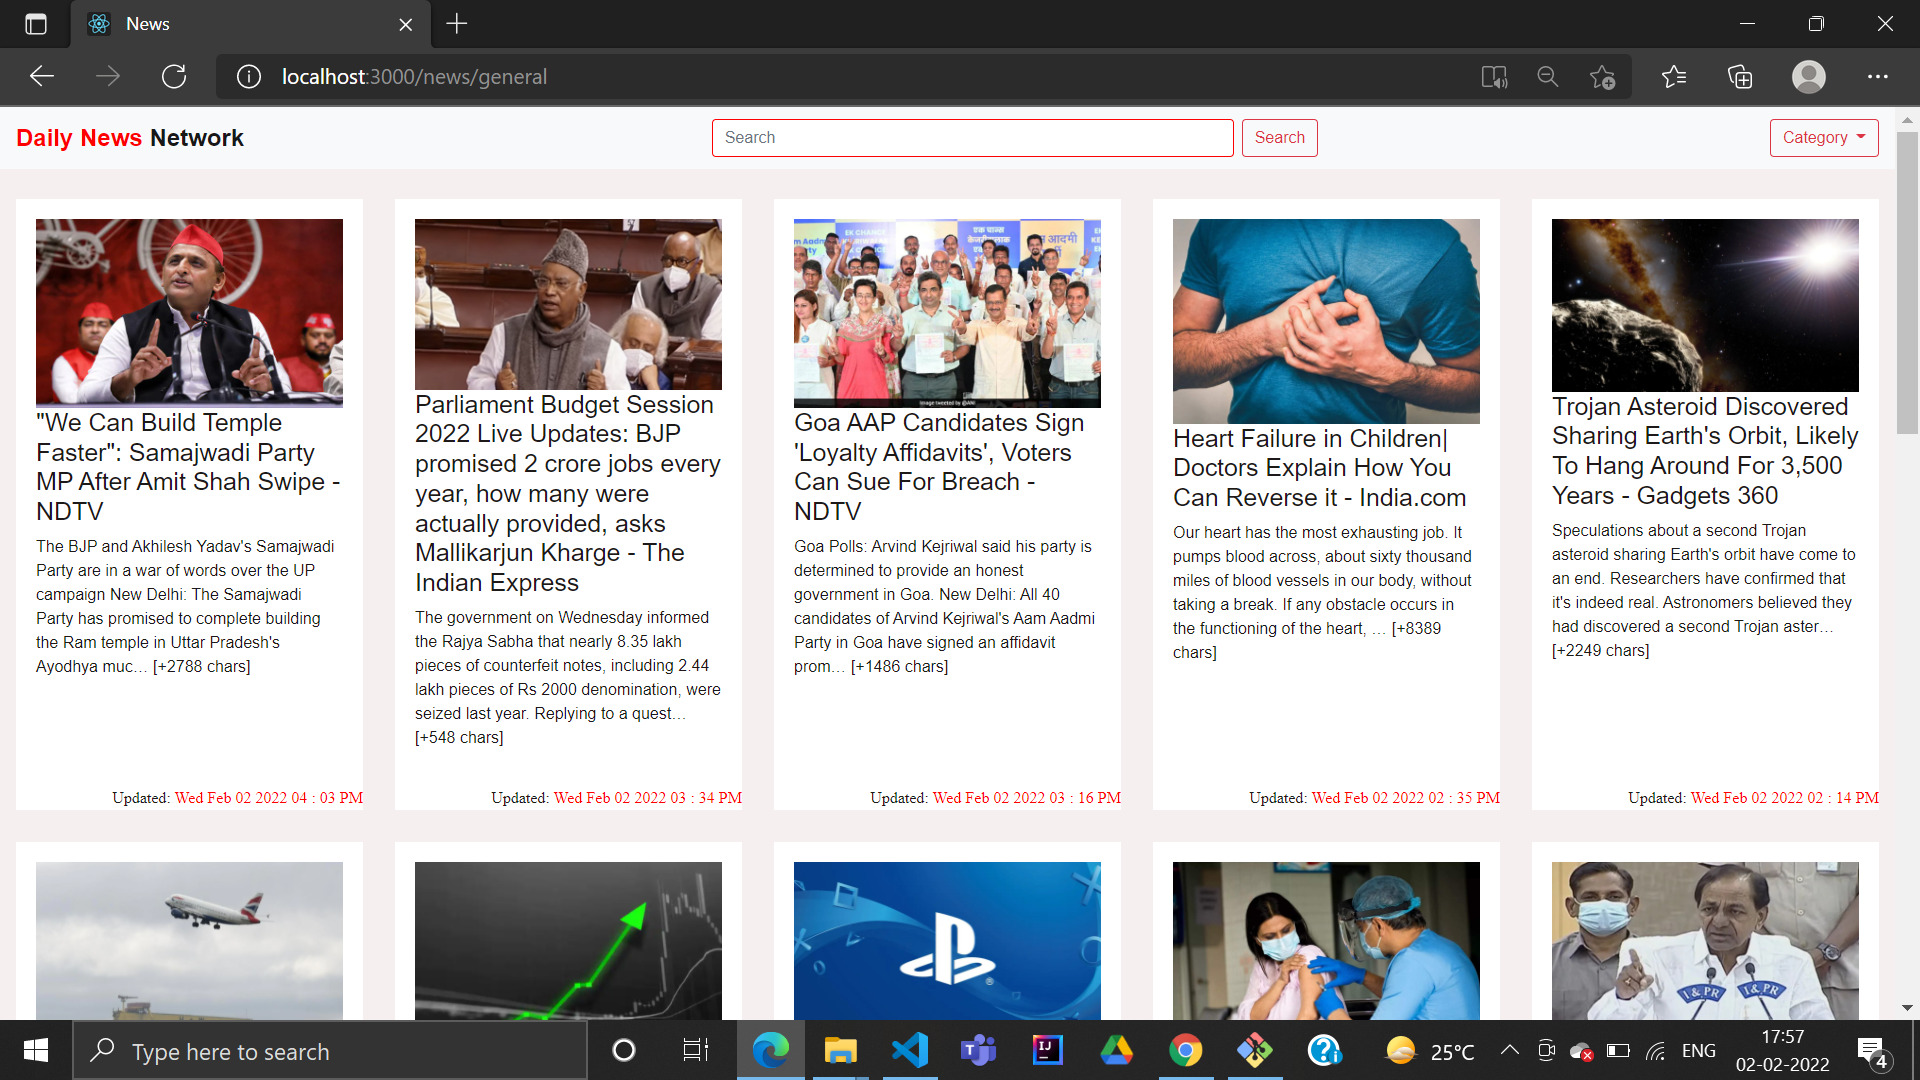 News
localhost:3000/news/general
Daily News Network
Search
Search
Category
"We Can Build Temple
Faster": Samajwadi Party
MP After Amit Shah Swipe -
NDTV
The BJP and Akhilesh Yadav's Samajwadi
Party are in a war of words over the UP
campaign New Delhi: The Samajwadi
Party has promised to complete building
the Ram temple in Uttar Pradesh's
Ayodhya muc… [+2788 chars]
Updated: Wed Feb 02 2022 04 : 03 PM
Parliament Budget Session
2022 Live Updates: BJP
promised 2 crore jobs every
year, how many were
actually provided, asks
Mallikarjun Kharge - The
Indian Express
The government on Wednesday informed
the Rajya Sabha that nearly 8.35 lakh
pieces of counterfeit notes, including 2.44
lakh pieces of Rs 2000 denomination, were
seized last year. Replying to a quest…
[+548 chars]
Updated: Wed Feb 02 2022 03 : 34 PM
EK CHANCE
एक चान्स
केजरीवालाक
आदमी
Image tweeted by @ANI
Goa AAP Candidates Sign
'Loyalty Affidavits', Voters
Can Sue For Breach -
NDTV
Goa Polls: Arvind Kejriwal said his party is
determined to provide an honest
government in Goa. New Delhi: All 40
candidates of Arvind Kejriwal's Aam Aadmi
Party in Goa have signed an affidavit
prom… [+1486 chars]
Updated: Wed Feb 02 2022 03 : 16 PM
Heart Failure in Children|
Doctors Explain How You
Can Reverse it - India.com
Our heart has the most exhausting job. It
pumps blood across, about sixty thousand
miles of blood vessels in our body, without
taking a break. If any obstacle occurs in
the functioning of the heart, … [+8389
chars]
Updated: Wed Feb 02 2022 02 : 35 PM
Trojan Asteroid Discovered
Sharing Earth's Orbit, Likely
To Hang Around For 3,500
Years - Gadgets 360
Speculations about a second Trojan
asteroid sharing Earth's orbit have come to
an end. Researchers have confirmed that
it's indeed real. Astronomers believed they
had discovered a second Trojan aster…
[+2249 chars]
Updated: Wed Feb 02 2022 02 : 14 PM
I&PR
I&PR
Type here to search
25°C
ENG
17:57
02-02-2022
4